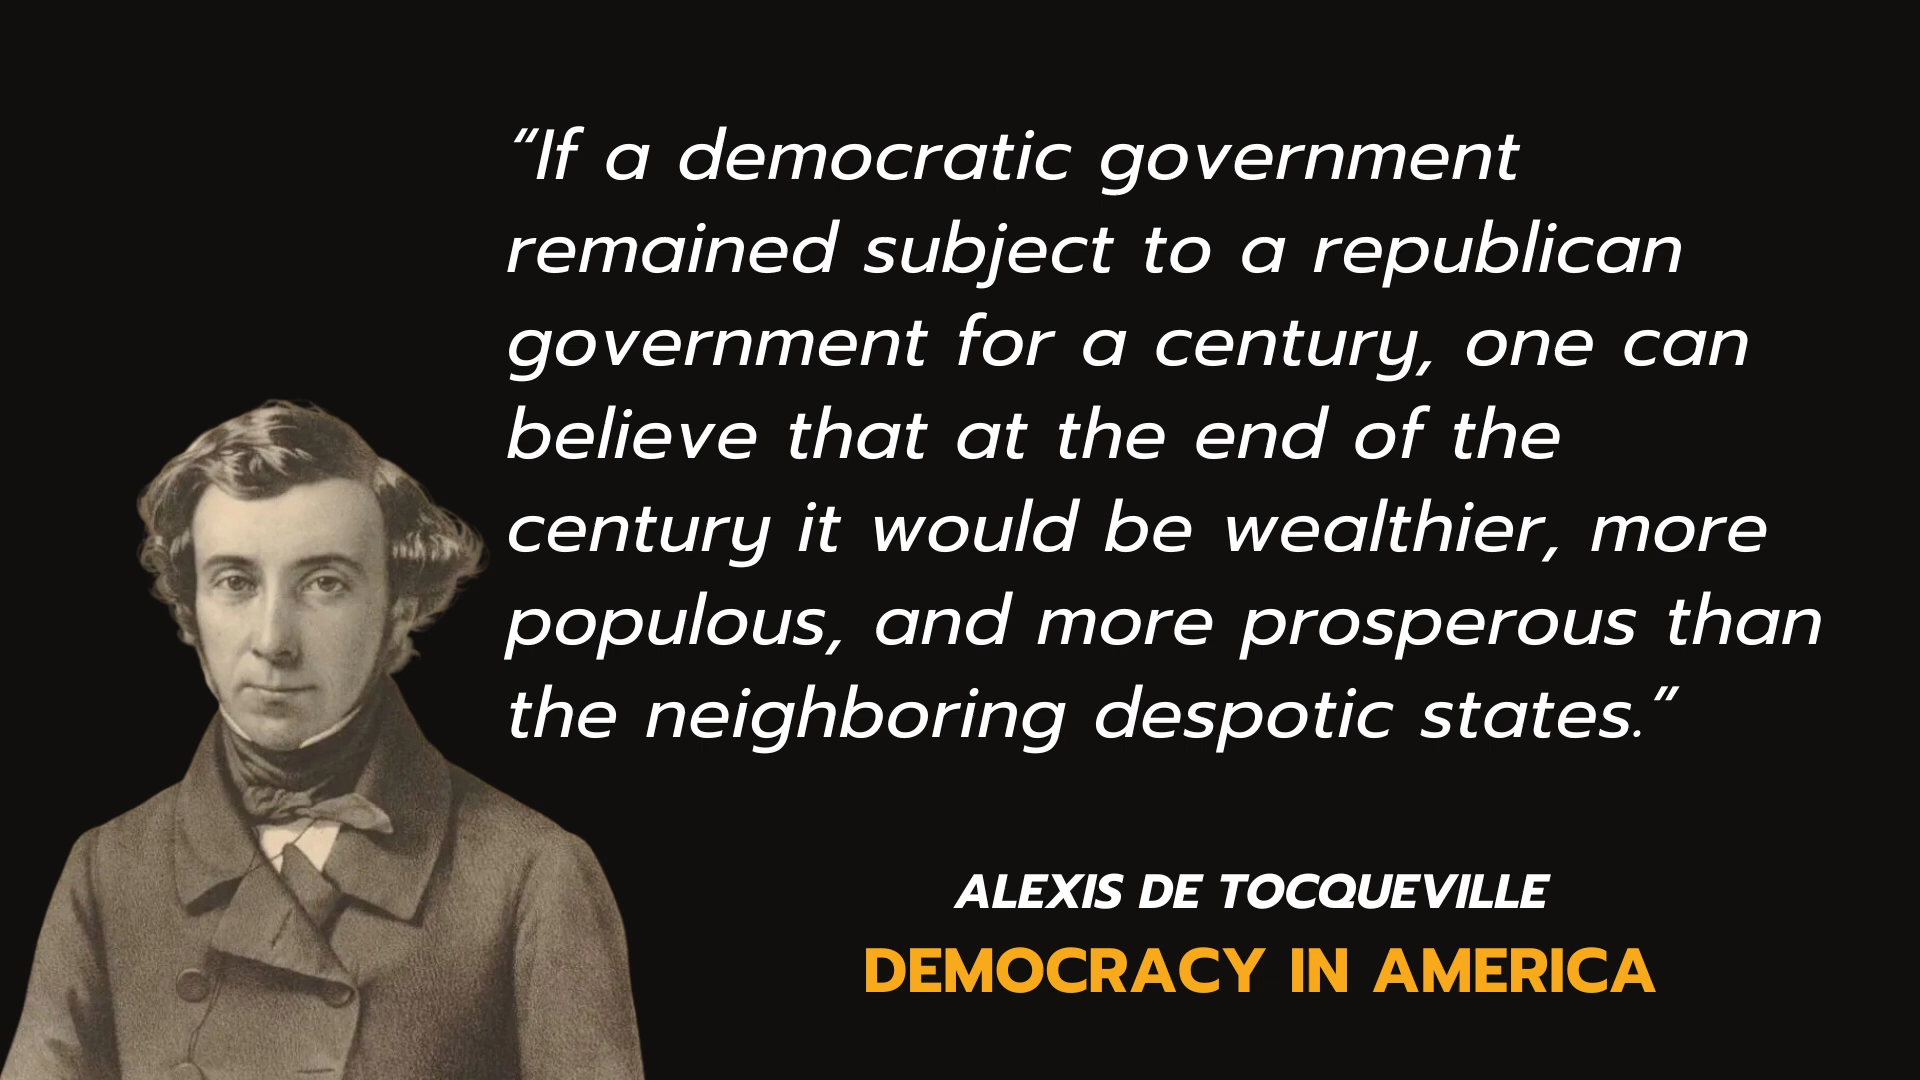 “If a democratic government
remained subject to a republican
government for a century, one can
believe that at the end of the
century it would be wealthier, more
populous, and more prosperous than
the neighboring despotic states.”
ALEXIS DE TOCQUEVILLE
DEMOCRACY IN AMERICA